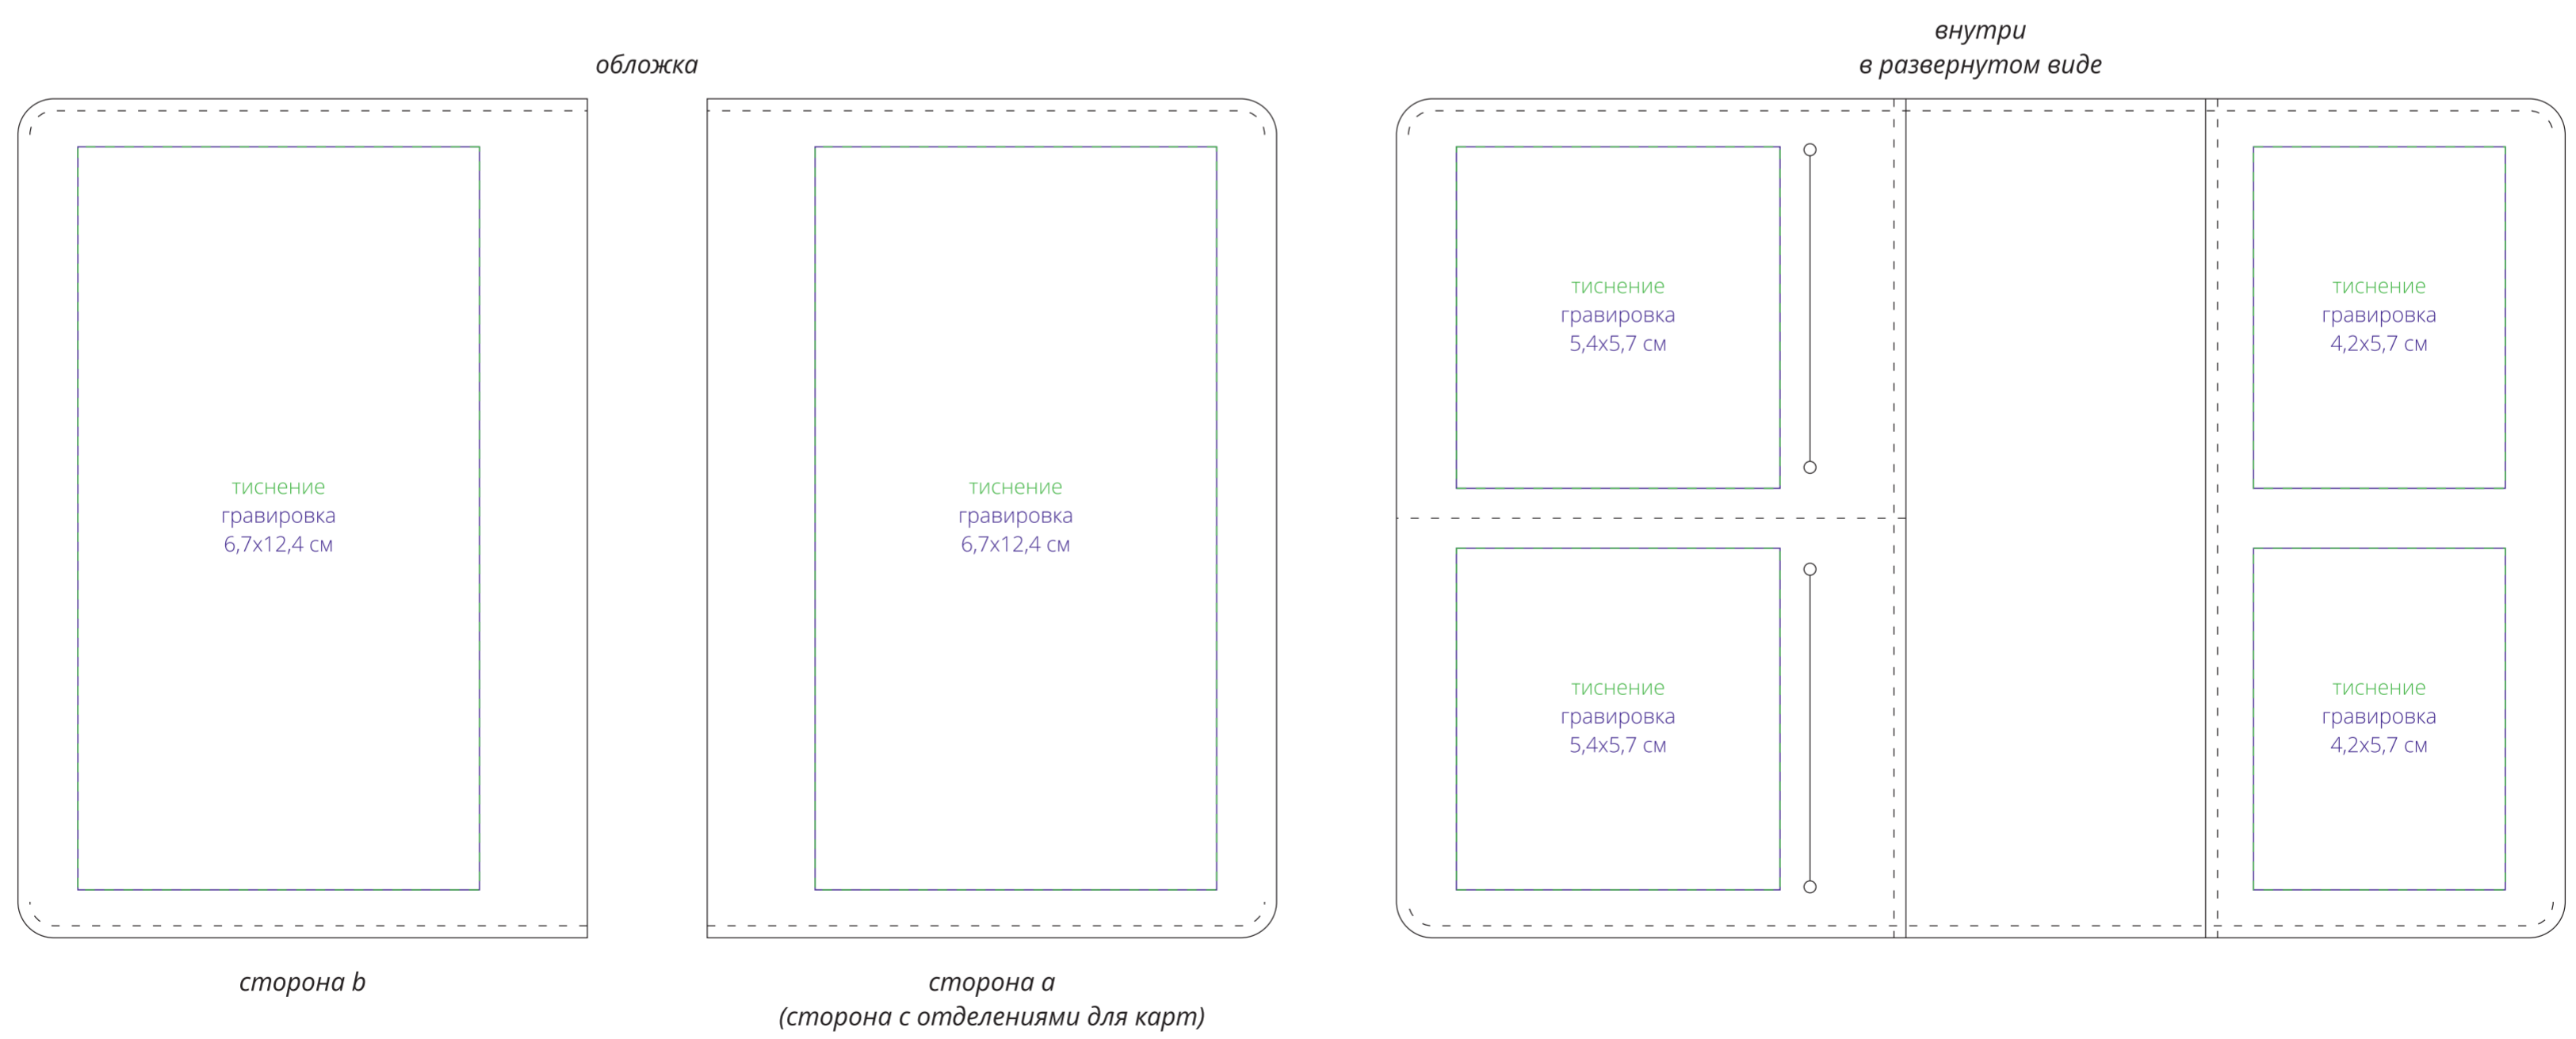 обложка
тиснение
гравировка
6,7х12,4 см
сторона b
тиснение
гравировка
6,7х12,4 см
сторона a
(сторона с отделениями для карт)
внутри
в развернутом виде
тиснение
гравировка
5,4х5,7 см
тиснение
гравировка
4,2х5,7 см
тиснение
гравировка
5,4х5,7 см
тиснение
гравировка
4,2х5,7 см